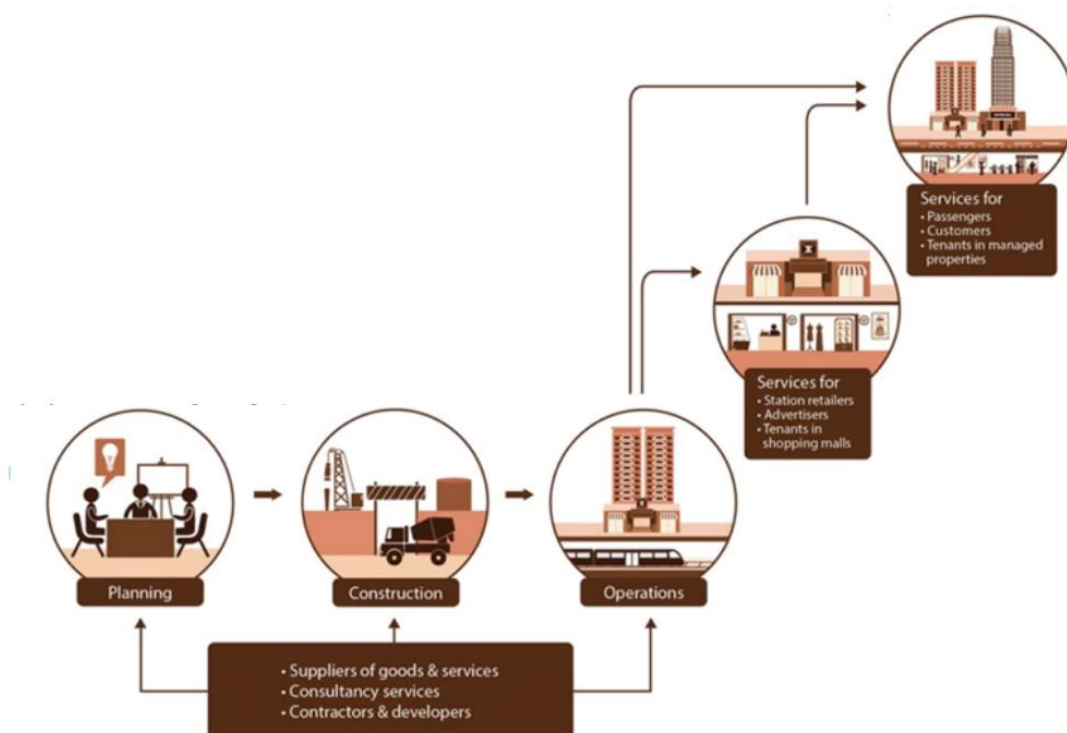 Services for
• Passengers
• Customers
• Tenants in managed
properties
Services for
• Station retailers
• Advertisers
• Tenants in
shopping malls
Planning
Construction
Operations
• Suppliers of goods & services
• Consultancy services
• Contractors & developers